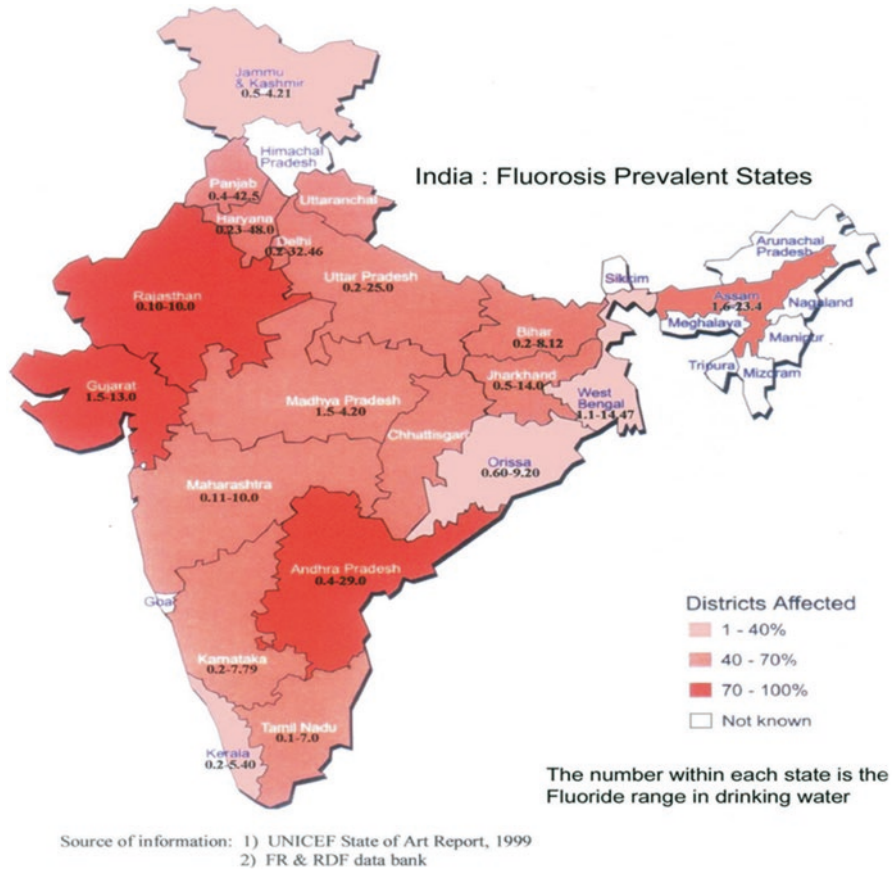 Jammu
& Kashmir
0.5-4.21
Himachal
Pradesh
India : Fluorosis Prevalent States
Panjab
0.4-42.5
Uttaranchal
Haryana
0.23-48.0
Delhi
0.2-32.46
Arunachal
Pradesh
Uttar Pradesh
0.2-25.0
Sikkim
Rajasthan
0.10-10.0
Assam
1.6-23.4
Nagaland
Meghalaya
Bihar
0.2-8.12
Manipur
Tripura
Mizoram
Jharkhand
0.5-14.0
Gujarat
1.5-13.0
Madhya Pradesh
1.5-4.20
West
Bengal
1.1-14.47
Chhattisgarh
Orissa
0.60-9.20
Maharashtra
0.11-10.0
Andhra Pradesh
0.4-29.0
Goa
Districts Affected
1 - 40%
40 - 70%
70 - 100%
Not known
Karnataka
0.2-7.79
Tamil Nadu
0.1-7.0
Kerala
0.2-5.40
The number within each state is the
Fluoride range in drinking water
Source of information: 1) UNICEF State of Art Report, 1999
2) FR & RDF data bank